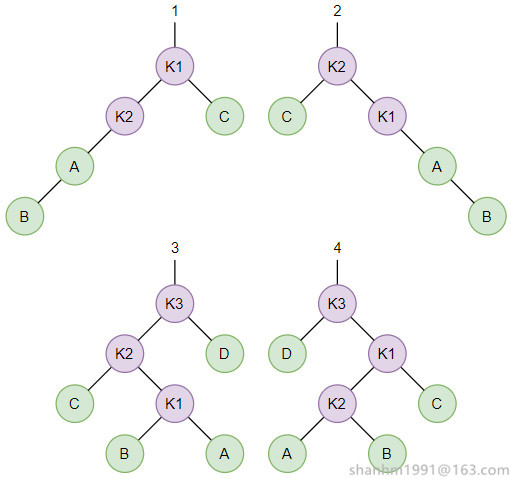 1 2
K1 K2
K2 C C K1
A A
B B
3 4
K3 K3
K2 D D K1
C K1 K2 C
B A A B
shanhm1991@163.com